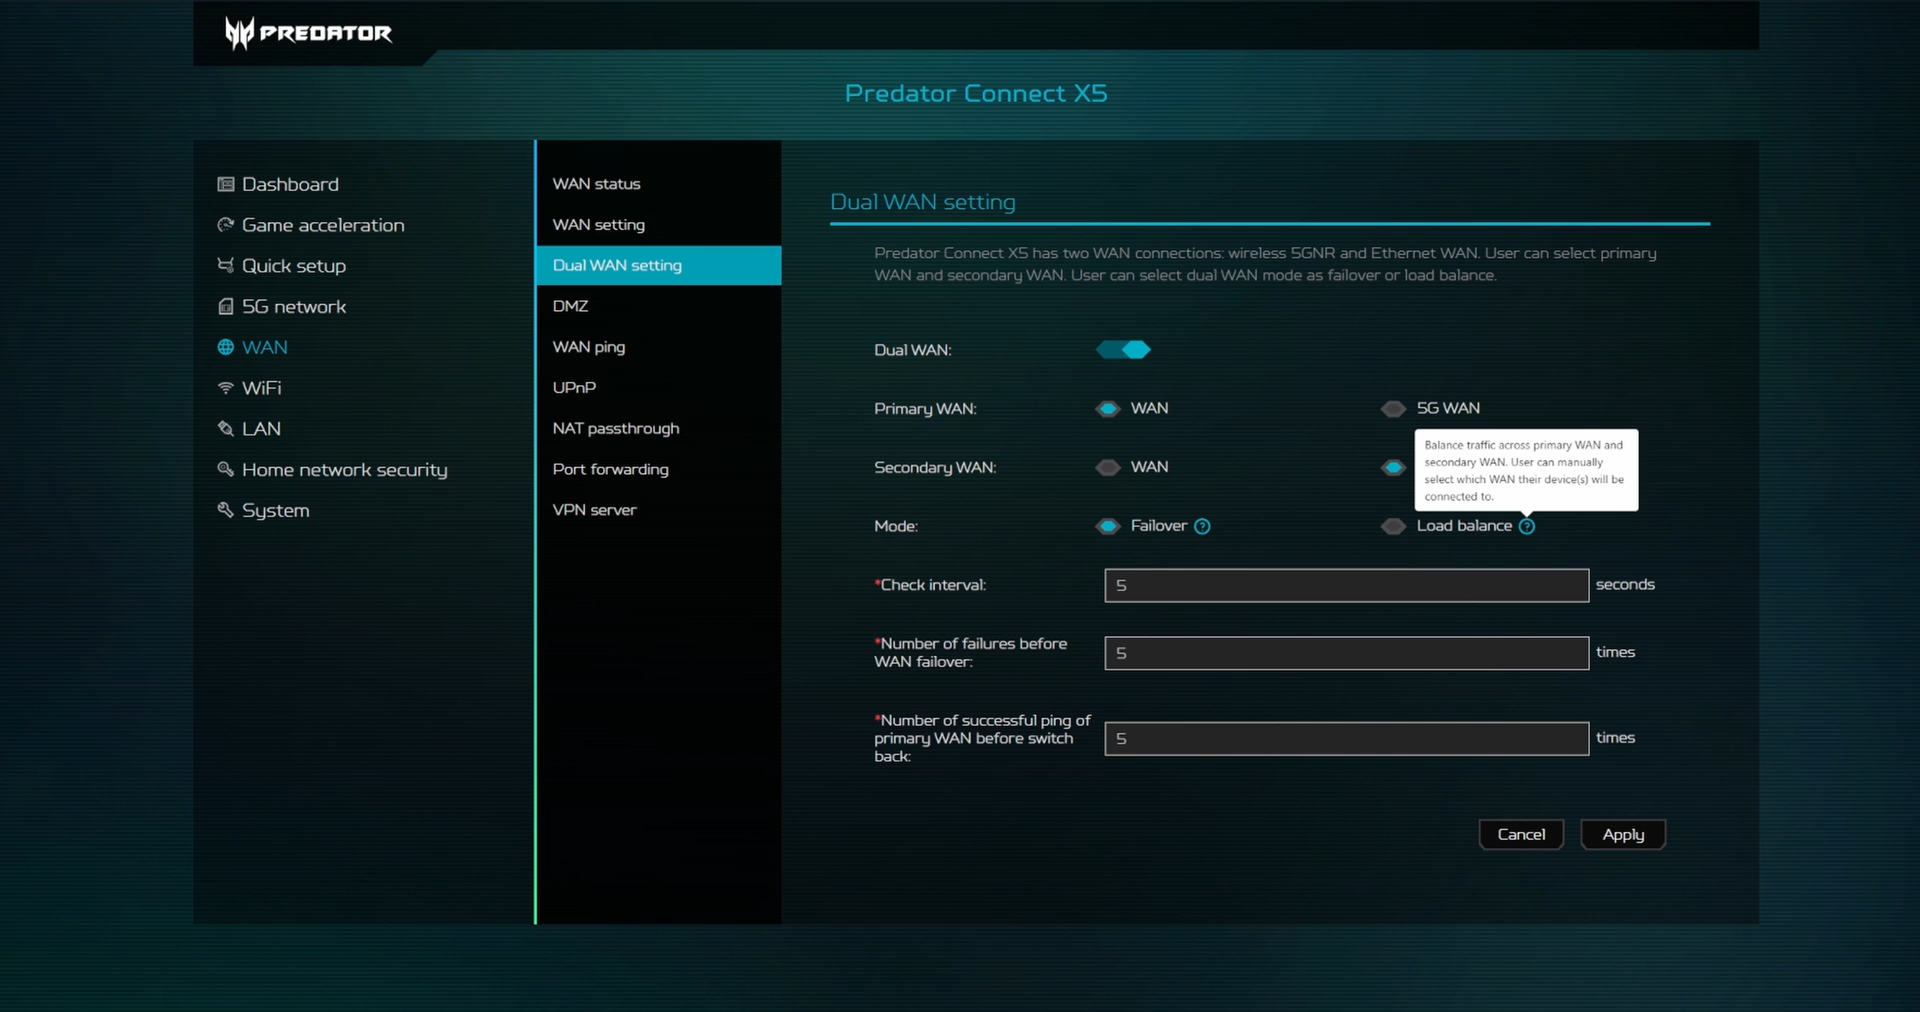 PREDATOR
Predator Connect X5
Dashboard
Game acceleration
Quick setup
5G network
WAN
WiFi
LAN
Home network security
System
WAN status
WAN setting
Dual WAN setting
DMZ
WAN ping
UPnP
NAT passthrough
Port forwarding
VPN server
Dual WAN setting
Predator Connect X5 has two WAN connections: wireless 5GNR and Ethernet WAN. User can select primary
WAN and secondary WAN. User can select dual WAN mode as failover or load balance.
Dual WAN:
Primary WAN: WAN 5G WAN
Balance traffic across primary WAN and
secondary WAN. User can manually
select which WAN their device(s) will be
connected to.
Secondary WAN: WAN
Mode: Failover ? Load balance ?
*Check interval: 5 seconds
*Number of failures before
WAN failover: 5 times
*Number of successful ping of
primary WAN before switch
back: 5 times
Cancel Apply